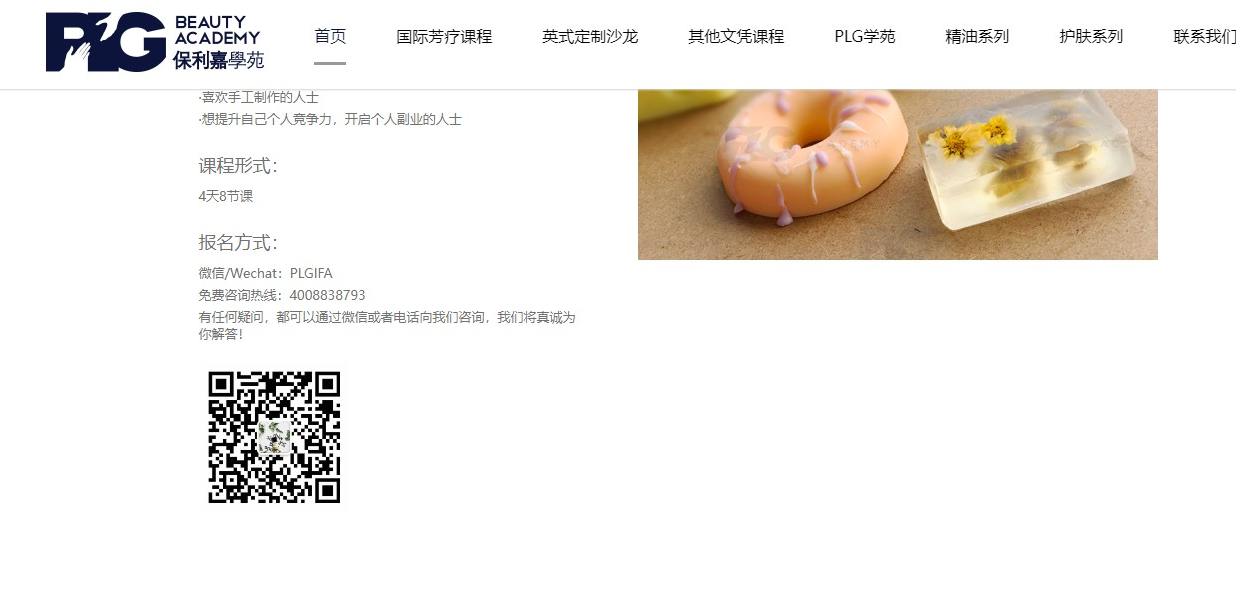 BEAUTY
ACADEMY
保利嘉學苑
首页
国际芳疗课程
英式定制沙龙
其他文凭课程
PLG学苑
精油系列
护肤系列
联系我们
·喜欢手工制作的人士
·想提升自己个人竞争力，开启个人副业的人士
课程形式：
4天8节课
报名方式：
微信/Wechat：PLGIFA
免费咨询热线：4008838793
有任何疑问，都可以通过微信或者电话向我们咨询，我们将真诚为
你解答！